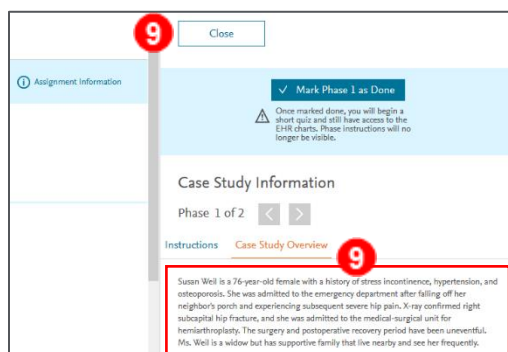 9
Close
Assignment Information
Mark Phase 1 as Done
Once marked done, you will begin a
short quiz and still have access to the
EHR charts. Phase instructions will no
longer be visible.
Case Study Information
Phase 1 of 2
Instructions Case Study Overview
9
Susan Weil is a 76-year-old female with a history of stress incontinence, hypertension, and
osteoporosis. She was admitted to the emergency department after falling off her
neighbor's porch and experiencing subsequent severe hip pain. X-ray confirmed right
subcapital hip fracture, and she was admitted to the medical-surgical unit for
hemiarthroplasty. The surgery and postoperative recovery period have been uneventful.
Ms. Weil is a widow but has supportive family that live nearby and see her frequently.